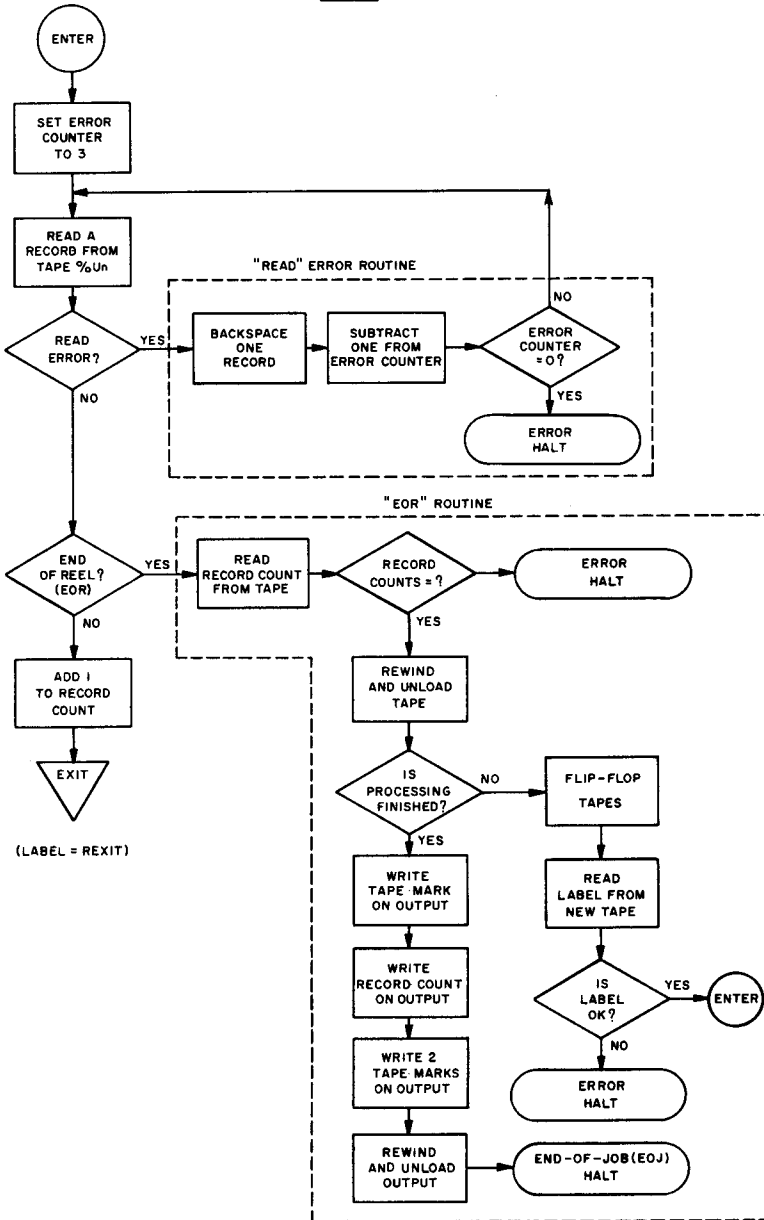 ENTER
SET ERROR
COUNTER
TO 3
READ A
RECORD FROM
TAPE %Un
"READ" ERROR ROUTINE
READ
ERROR?
YES
NO
BACKSPACE
ONE
RECORD
SUBTRACT
ONE FROM
ERROR COUNTER
ERROR
COUNTER
=0?
NO
YES
ERROR
HALT
"EOR" ROUTINE
END
OF REEL?
(EOR)
YES
NO
READ
RECORD COUNT
FROM TAPE
RECORD
COUNTS = ?
YES
ERROR
HALT
ADD 1
TO RECORD
COUNT
EXIT
(LABEL = REXIT)
REWIND
AND UNLOAD
TAPE
IS
PROCESSING
FINISHED?
NO
YES
FLIP-FLOP
TAPES
READ
LABEL FROM
NEW TAPE
IS
LABEL
OK?
YES
ENTER
NO
ERROR
HALT
WRITE
TAPE-MARK
ON OUTPUT
WRITE
RECORD-COUNT
ON OUTPUT
WRITE 2
TAPE-MARKS
ON OUTPUT
REWIND
AND UNLOAD
OUTPUT
END-OF-JOB(EOJ)
HALT